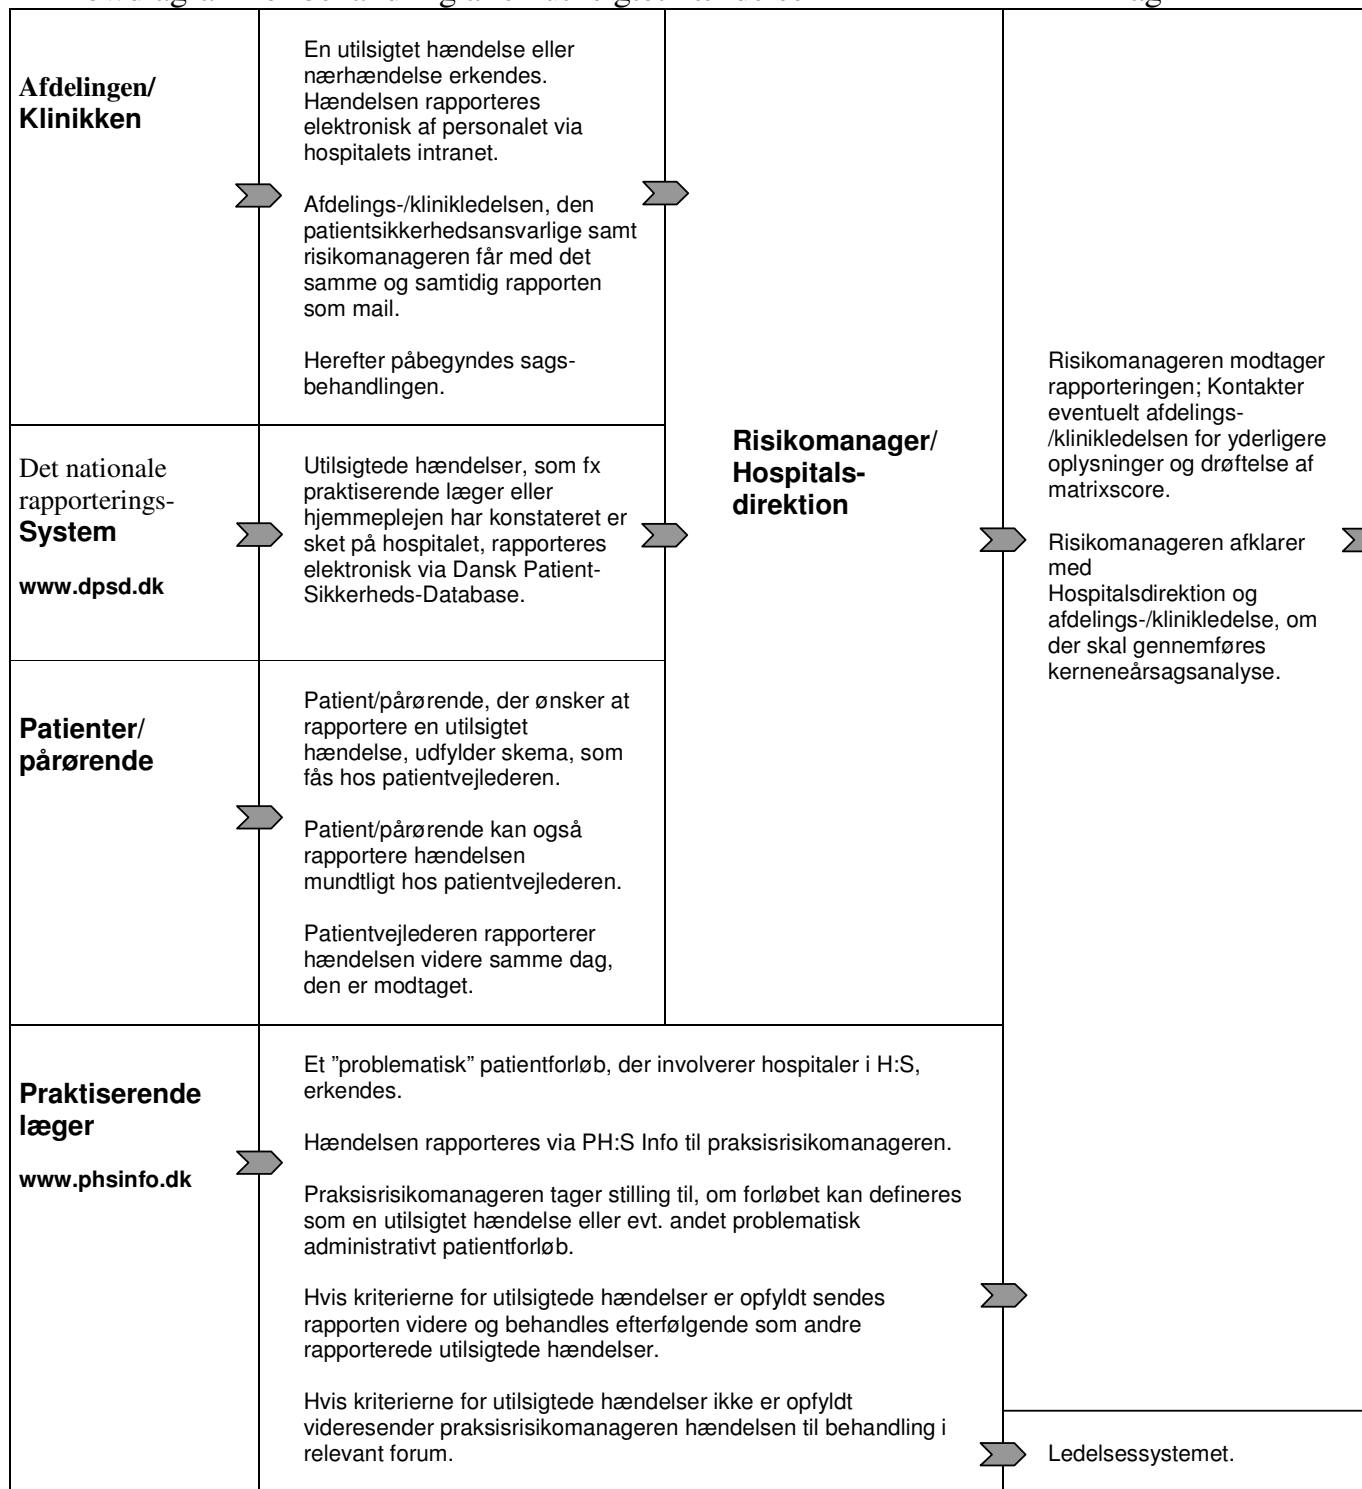 Afdelingen/
Klinikken
En utilsigtet hændelse eller
nærhændelse erkendes.
Hændelsen rapporteres
elektronisk af personalet via
hospitalets intranet.
Afdelings-/klinikledelsen, den
patientsikkerhedsansvarlige samt
risikomanageren får med det
samme og samtidig rapporten
som mail.
Herefter påbegyndes sags-
behandlingen.
Det nationale
rapporterings-
System
www.dpsd.dk
Utilsigtede hændelser, som fx
praktiserende læger eller
hjemmeplejen har konstateret er
sket på hospitalet, rapporteres
elektronisk via Dansk Patient-
Sikkerheds-Database.
Patienter/
pårørende
Patient/pårørende, der ønsker at
rapportere en utilsigtet
hændelse, udfylder skema, som
fås hos patientvejlederen.
Patient/pårørende kan også
rapportere hændelsen
mundtligt hos patientvejlederen.
Patientvejlederen rapporterer
hændelsen videre samme dag,
den er modtaget.
Risikomanager/
Hospitals-
direktion
Risikomanageren modtager
rapporteringen; Kontakter
eventuelt afdelings-
/klinikledelsen for yderligere
oplysninger og drøftelse af
matrixscore.
Risikomanageren afklarer
med
Hospitalsdirektion og
afdelings-/klinikledelse, om
der skal gennemføres
kerneneårsagsanalyse.
Praktiserende
læger
www.phsinfo.dk
Et ”problematisk” patientforløb, der involverer hospitaler i H:S,
erkendes.
Hændelsen rapporteres via PH:S Info til praksisrisikomanageren.
Praksisrisikomanageren tager stilling til, om forløbet kan defineres
som en utilsigtet hændelse eller evt. andet problematisk
administrativt patientforløb.
Hvis kriterierne for utilsigtede hændelser er opfyldt sendes
rapporten videre og behandles efterfølgende som andre
rapporterede utilsigtede hændelser.
Hvis kriterierne for utilsigtede hændelser ikke er opfyldt
videresender praksisrisikomanageren hændelsen til behandling i
relevant forum.
Ledelsessystemet.